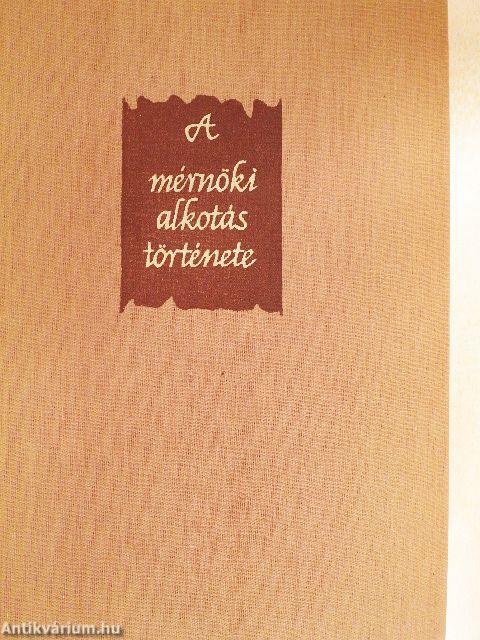 A
mérnöki
alkotás
története
Antikvárium.hu